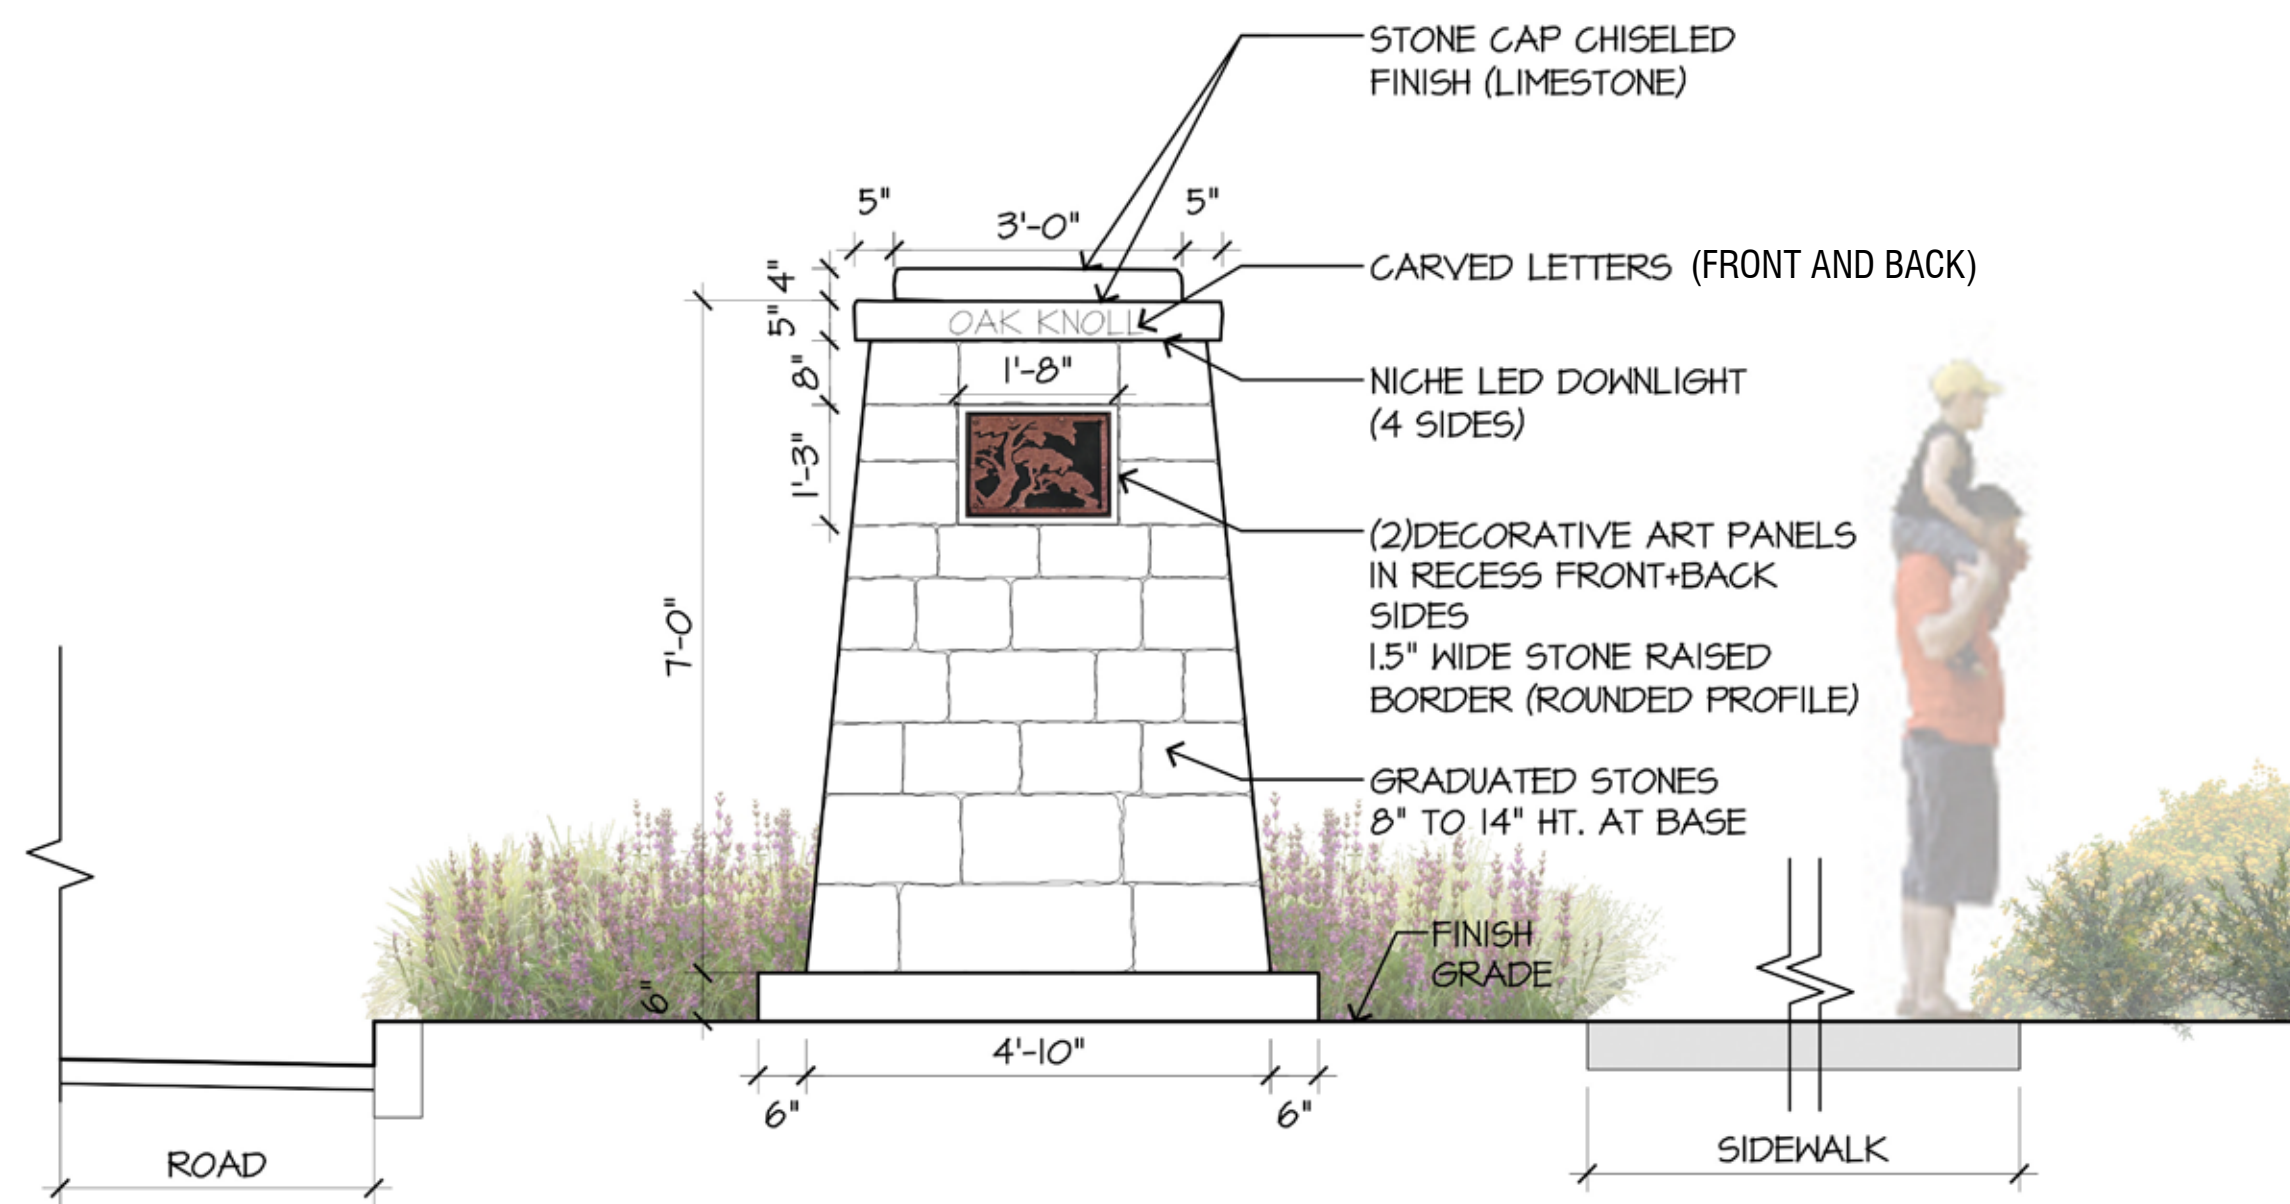 STONE CAP CHISELED
FINISH (LIMESTONE)
5"
3'-0"
5"
4"
CARVED LETTERS (FRONT AND BACK)
5"
OAK KNOLL
8"
1'-8"
NICHE LED DOWNLIGHT
(4 SIDES)
1'-3"
(2)DECORATIVE ART PANELS
IN RECESS FRONT+BACK
SIDES
1.5" WIDE STONE RAISED
BORDER (ROUNDED PROFILE)
7'-0"
GRADUATED STONES
8" TO 14" HT. AT BASE
FINISH
GRADE
6"
4'-10"
6"
6"
ROAD
SIDEWALK